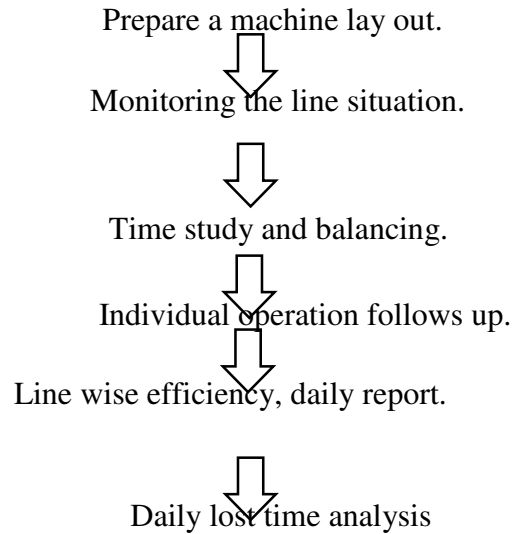 Prepare a machine lay out.
Monitoring the line situation.
Time study and balancing.
Individual operation follows up.
Line wise efficiency, daily report.
Daily lost time analysis